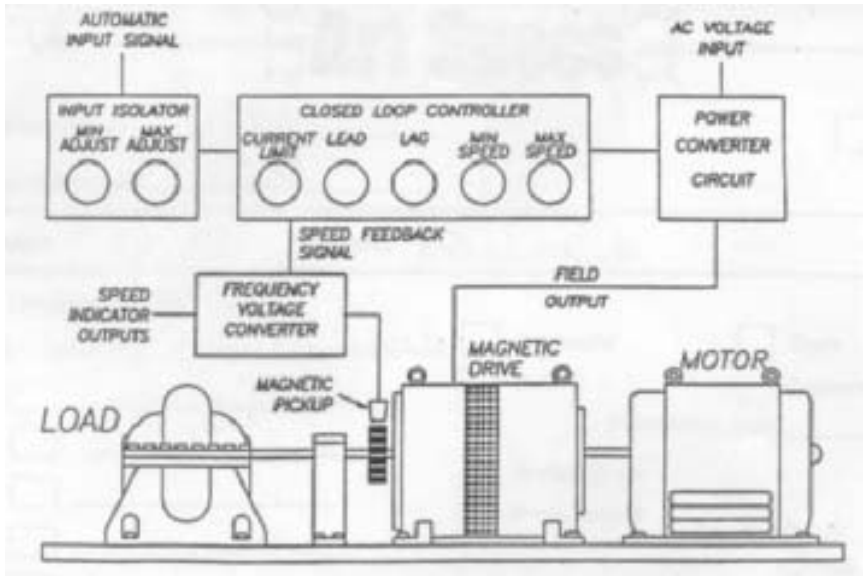 AUTOMATIC
INPUT SIGNAL
AC VOLTAGE
INPUT
INPUT ISOLATOR
MIN
ADJUST
MAX
ADJUST
CLOSED LOOP CONTROLLER
CURRENT
LIMIT
LEAD
LAG
MIN
SPEED
MAX
SPEED
POWER
CONVERTER
CIRCUIT
SPEED FEEDBACK
SIGNAL
SPEED
INDICATOR
OUTPUTS
FREQUENCY
VOLTAGE
CONVERTER
FIELD
OUTPUT
MAGNETIC
PICKUP
MAGNETIC
DRIVE
MOTOR
LOAD